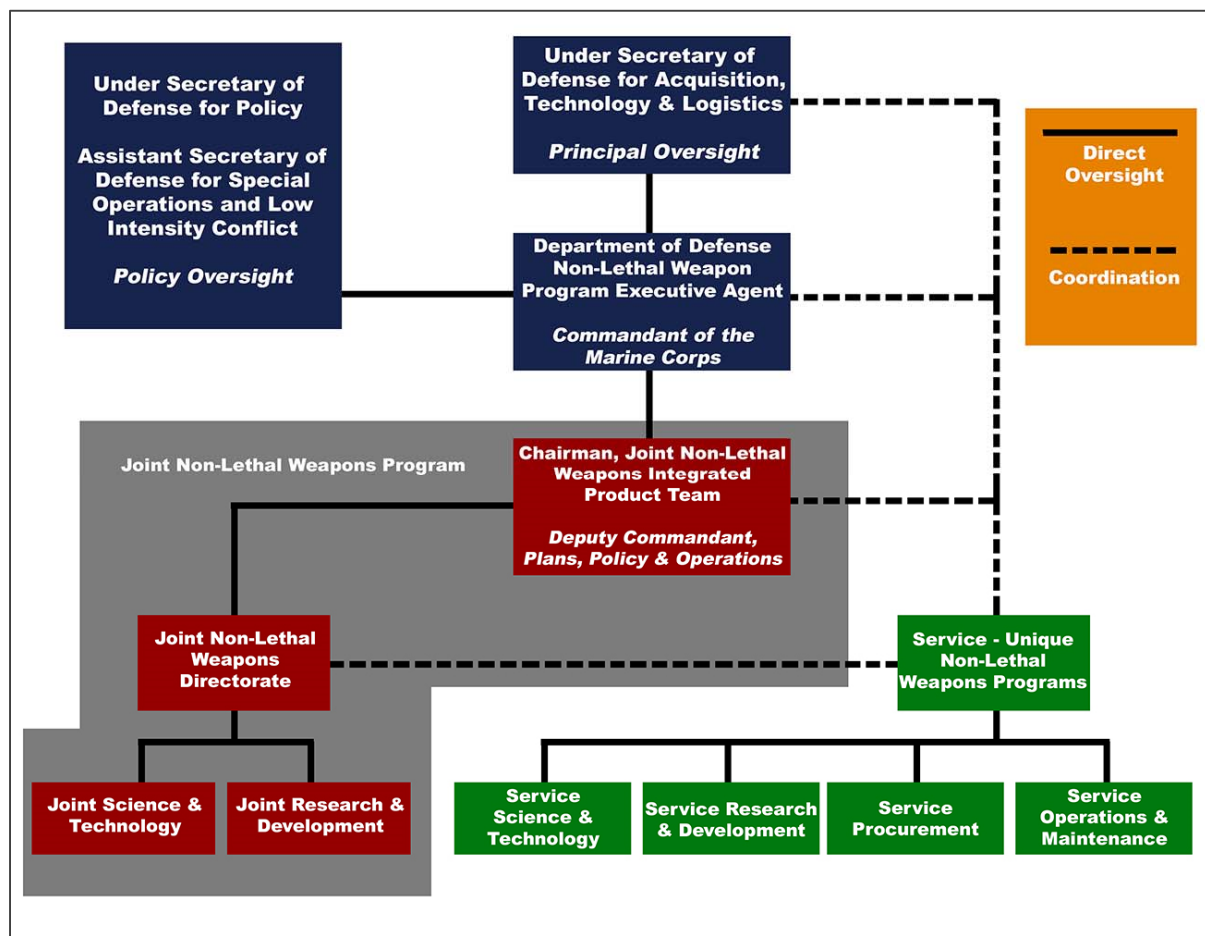 Under Secretary of
Defense for Policy
Assistant Secretary of
Defense for Special
Operations and Low
Intensity Conflict
Policy Oversight
Under Secretary of
Defense for Acquisition,
Technology & Logistics
Principal Oversight
Direct
Oversight
Coordination
Department of Defense
Non-Lethal Weapon
Program Executive Agent
Commandant of the
Marine Corps
Joint Non-Lethal Weapons Program
Chairman, Joint Non-Lethal
Weapons Integrated
Product Team
Deputy Commandant,
Plans, Policy & Operations
Joint Non-Lethal
Weapons
Directorate
Service - Unique
Non-Lethal
Weapons Programs
Joint Science &
Technology
Joint Research &
Development
Service
Science &
Technology
Service Research
& Development
Service
Procurement
Service
Operations &
Maintenance